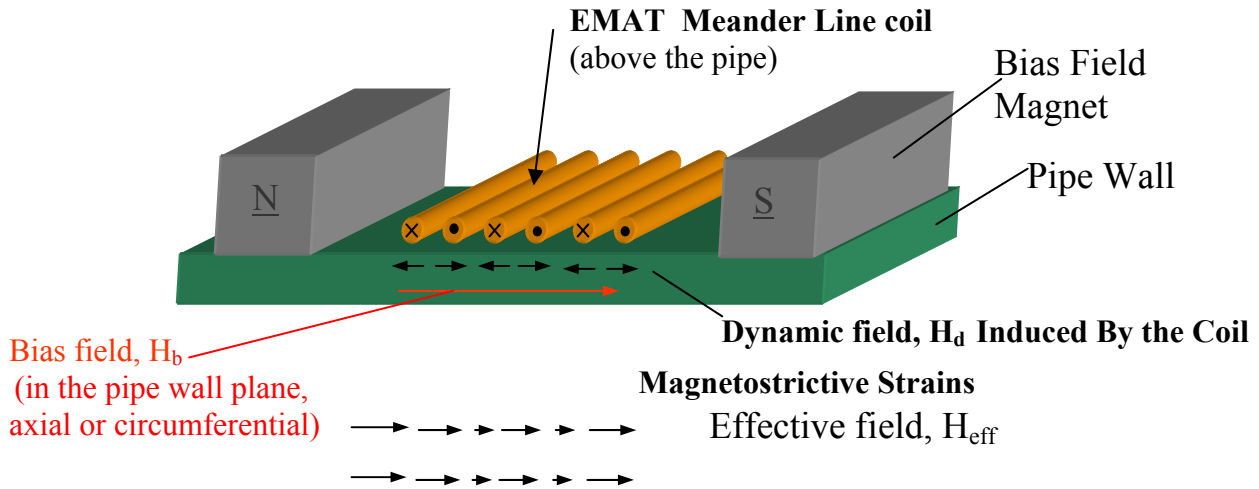 EMAT Meander Line coil
(above the pipe)
Bias Field
Magnet
Pipe Wall
N
S
× • × • × •
Dynamic field, Hd Induced By the Coil
Bias field, Hb
(in the pipe wall plane,
axial or circumferential)
Magnetostrictive Strains
Effective field, Heff